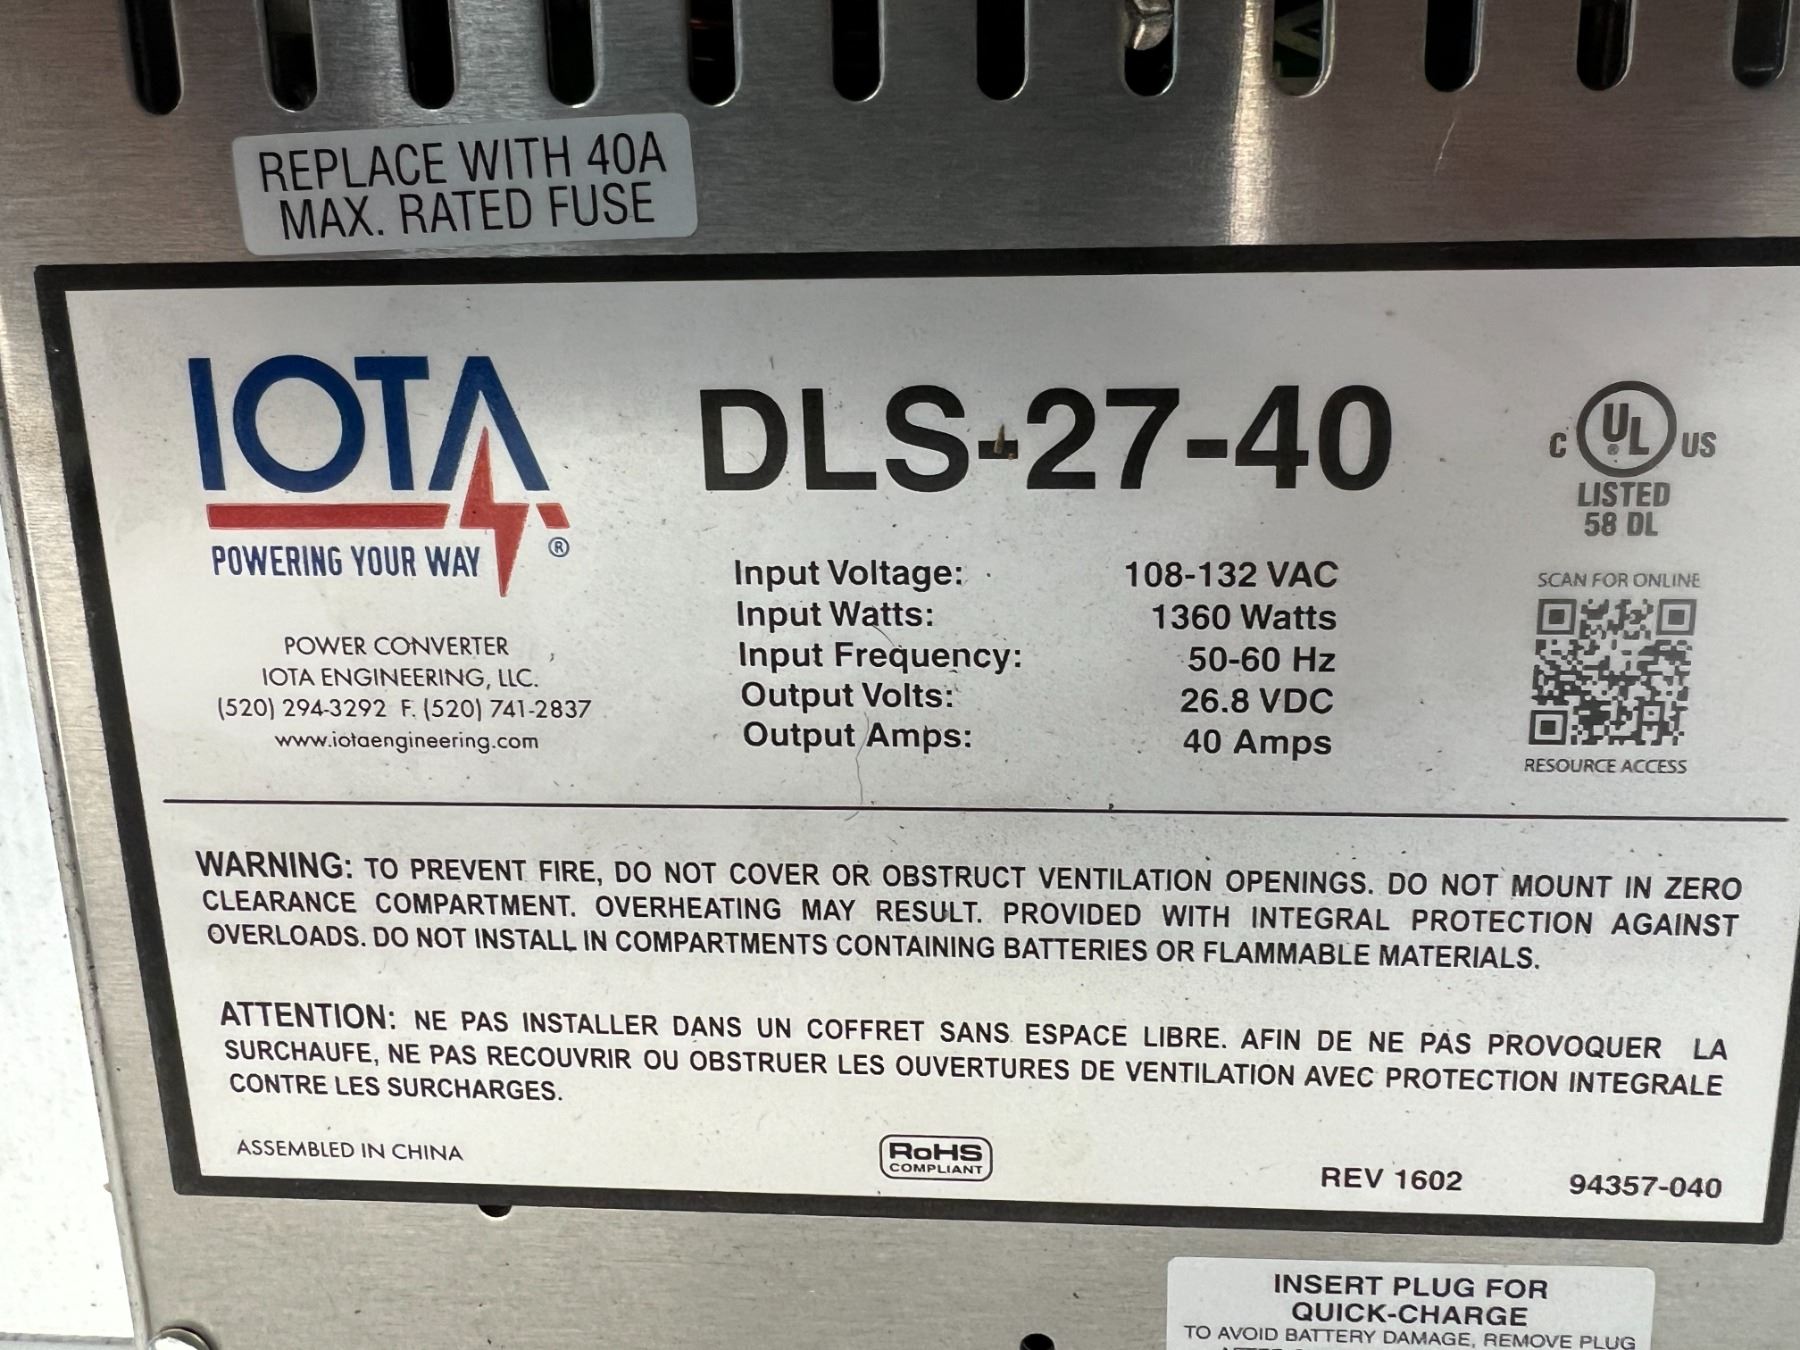 REPLACE WITH 40A
MAX. RATED FUSE
IOTA
POWERING YOUR WAY ®
POWER CONVERTER
IOTA ENGINEERING, LLC.
(520) 294-3292 F. (520) 741-2837
www.iotaengineering.com
DLS-27-40
Input Voltage: 108-132 VAC
Input Watts: 1360 Watts
Input Frequency: 50-60 Hz
Output Volts: 26.8 VDC
Output Amps: 40 Amps
C UL ® US
LISTED
58 DL
SCAN FOR ONLINE
RESOURCE ACCESS
WARNING: TO PREVENT FIRE, DO NOT COVER OR OBSTRUCT VENTILATION OPENINGS. DO NOT MOUNT IN ZERO
CLEARANCE COMPARTMENT. OVERHEATING MAY RESULT. PROVIDED WITH INTEGRAL PROTECTION AGAINST
OVERLOADS. DO NOT INSTALL IN COMPARTMENTS CONTAINING BATTERIES OR FLAMMABLE MATERIALS.
ATTENTION: NE PAS INSTALLER DANS UN COFFRET SANS ESPACE LIBRE. AFIN DE NE PAS PROVOQUER LA
SURCHAUFE, NE PAS RECOUVRIR OU OBSTRUER LES OUVERTURES DE VENTILATION AVEC PROTECTION INTEGRALE
CONTRE LES SURCHARGES.
ASSEMBLED IN CHINA
RoHS
COMPLIANT
REV 1602 94357-040
INSERT PLUG FOR
QUICK-CHARGE
TO AVOID BATTERY DAMAGE, REMOVE PLUG